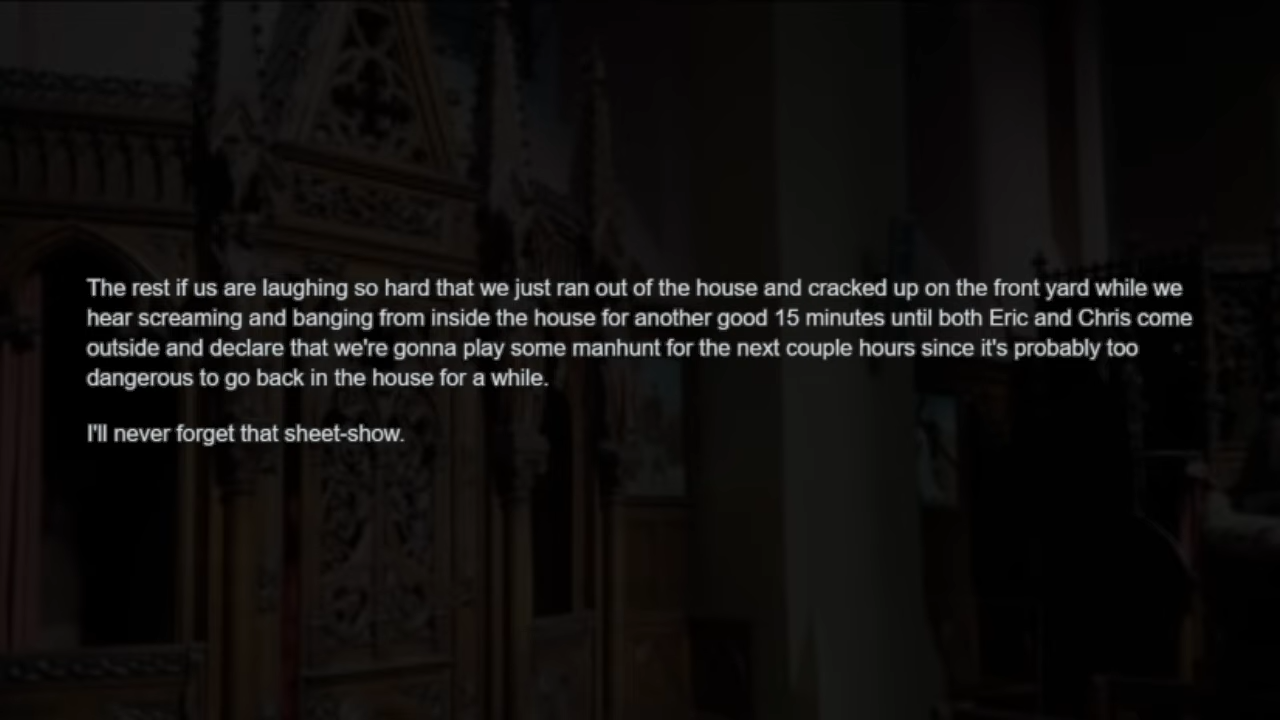 The rest if us are laughing so hard that we just ran out of the house and cracked up on the front yard while we
hear screaming and banging from inside the house for another good 15 minutes until both Eric and Chris come
outside and declare that we're gonna play some manhunt for the next couple hours since it's probably too
dangerous to go back in the house for a while.
I'll never forget that sheet-show.